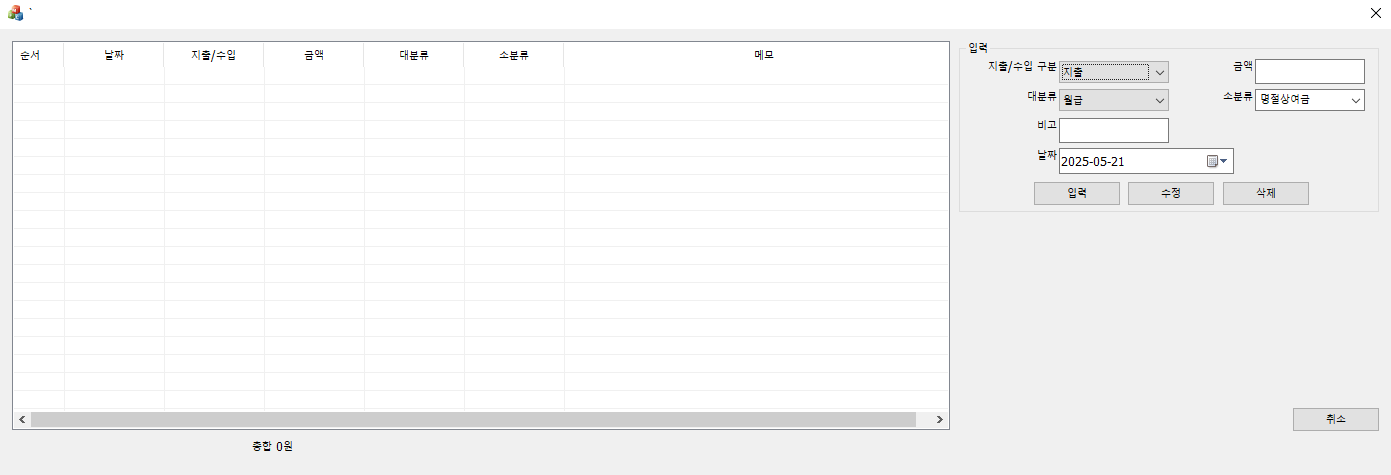 `
순서 날짜 지출/수입 금액 대분류 소분류 메모
입력
지출/수입 구분 지출 금액
대분류 월급 소분류 명절상여금
비고
날짜 2025-05-21
입력 수정 삭제
취소
총합 0원